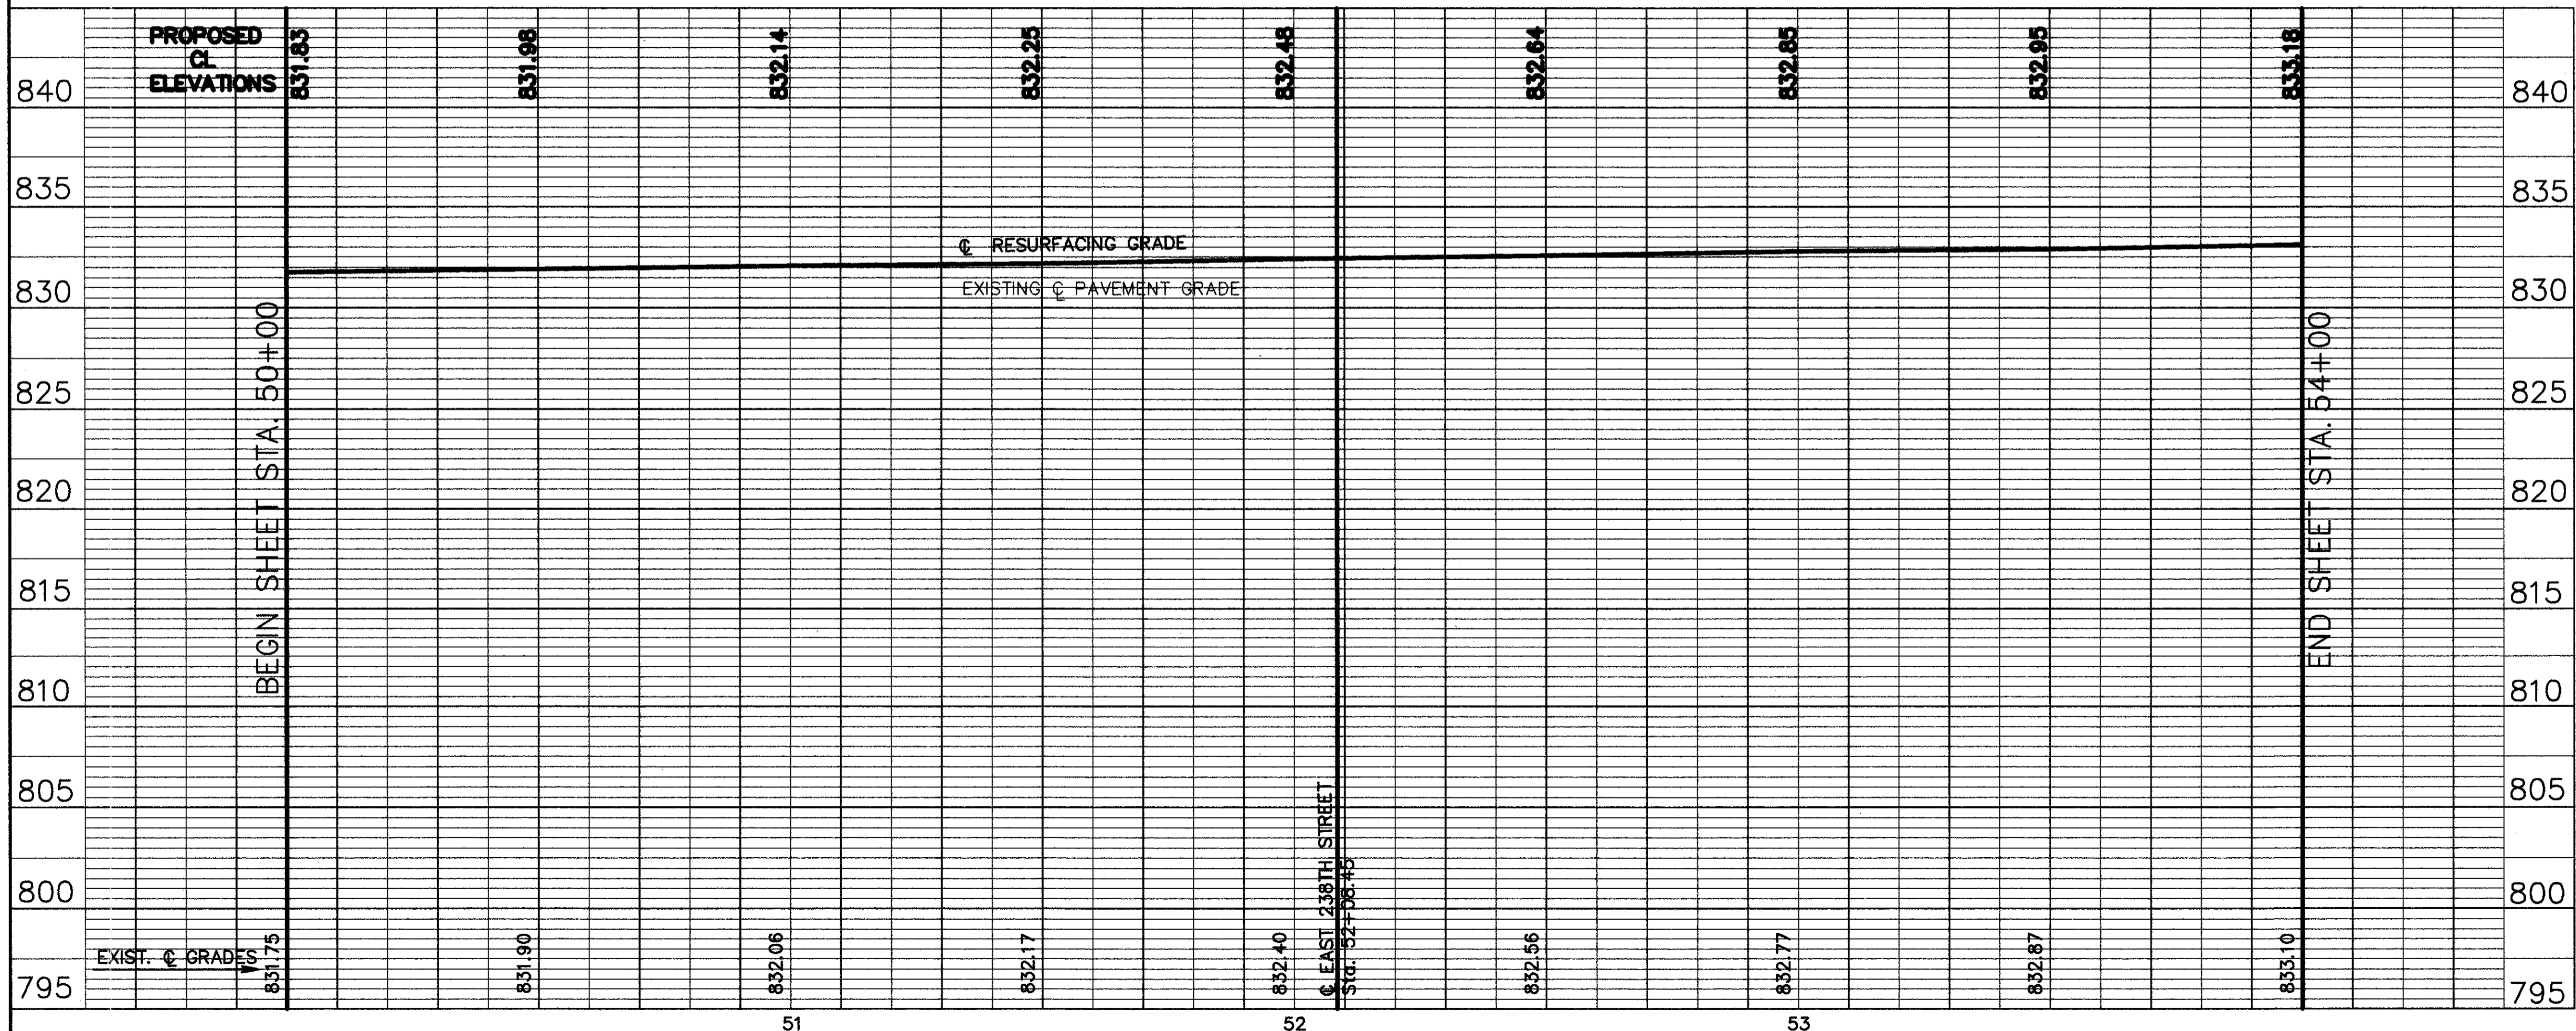 PROPOSED
CL
ELEVATIONS
831.83 831.98 832.14 832.25 832.48 832.64 832.85 832.95 833.18
840 840
835 835
℄ RESURFACING GRADE
830 830
EXISTING ℄ PAVEMENT GRADE
825 825
820 820
815 815
810 810
805 805
800 800
795 795
BEGIN SHEET STA. 50+00
END SHEET STA. 54+00
℄ EAST 238TH STREET
Sta. 52+08.45
EXIST. ℄ GRADES
831.75 831.90 832.06 832.17 832.40 832.56 832.77 832.87 833.10
51 52 53